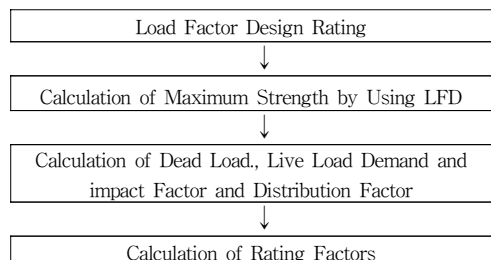 Load Factor Design Rating
Calculation of Maximum Strength by Using LFD
Calculation of Dead Load., Live Load Demand and
impact Factor and Distribution Factor
Calculation of Rating Factors